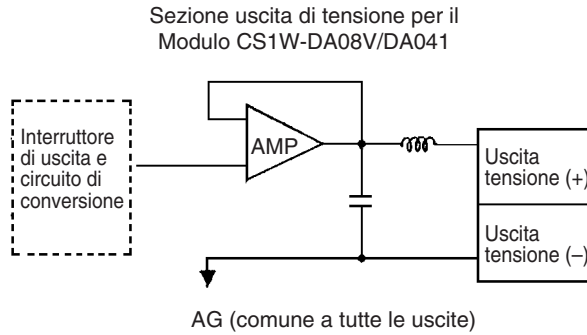 Sezione uscita di tensione per il
Modulo CS1W-DA08V/DA041
Interruttore
di uscita e
circuito di
conversione
AMP
Uscita
tensione (+)
Uscita
tensione (–)
AG (comune a tutte le uscite)